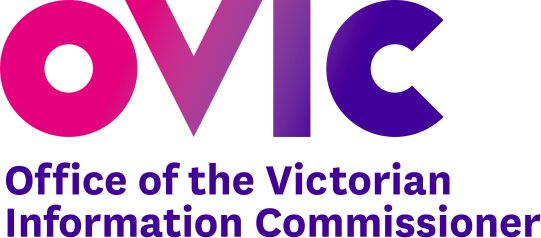 OVIC
Office of the Victorian
Information Commissioner